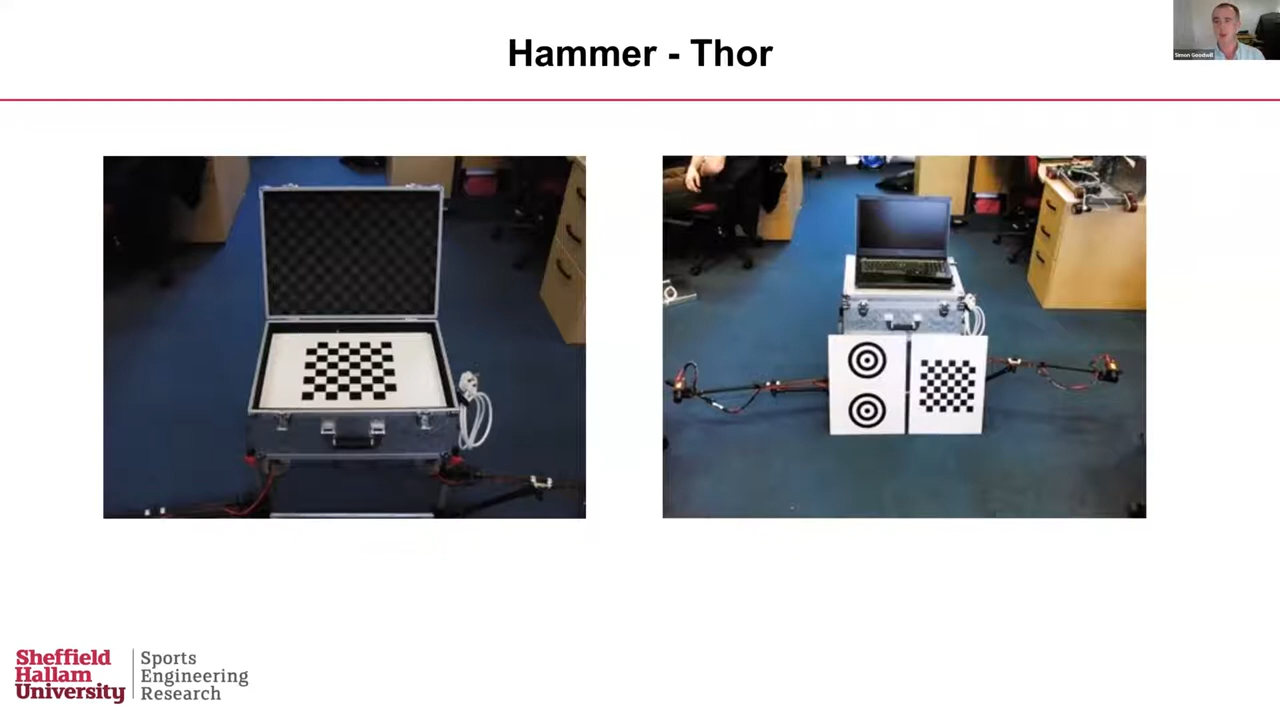 Hammer - Thor
Simon Goodwill
Sheffield
Hallam
University
Sports
Engineering
Research